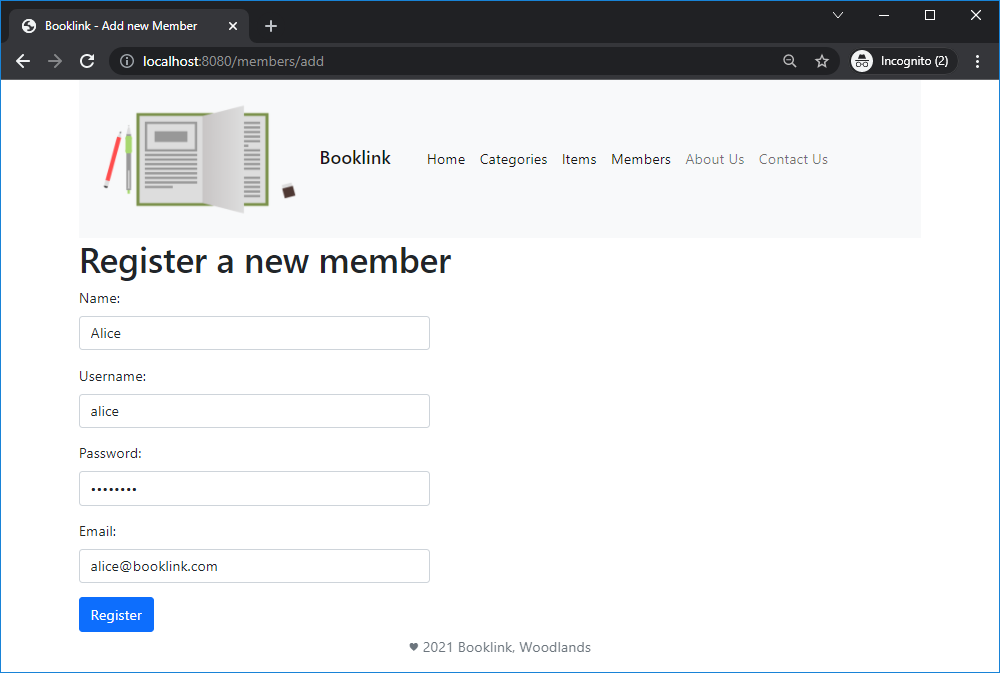 Booklink - Add new Member
localhost:8080/members/add
Incognito (2)
Booklink Home Categories Items Members About Us Contact Us
Register a new member
Name:
Alice
Username:
alice
Password:
••••••••
Email:
alice@booklink.com
Register
♥ 2021 Booklink, Woodlands